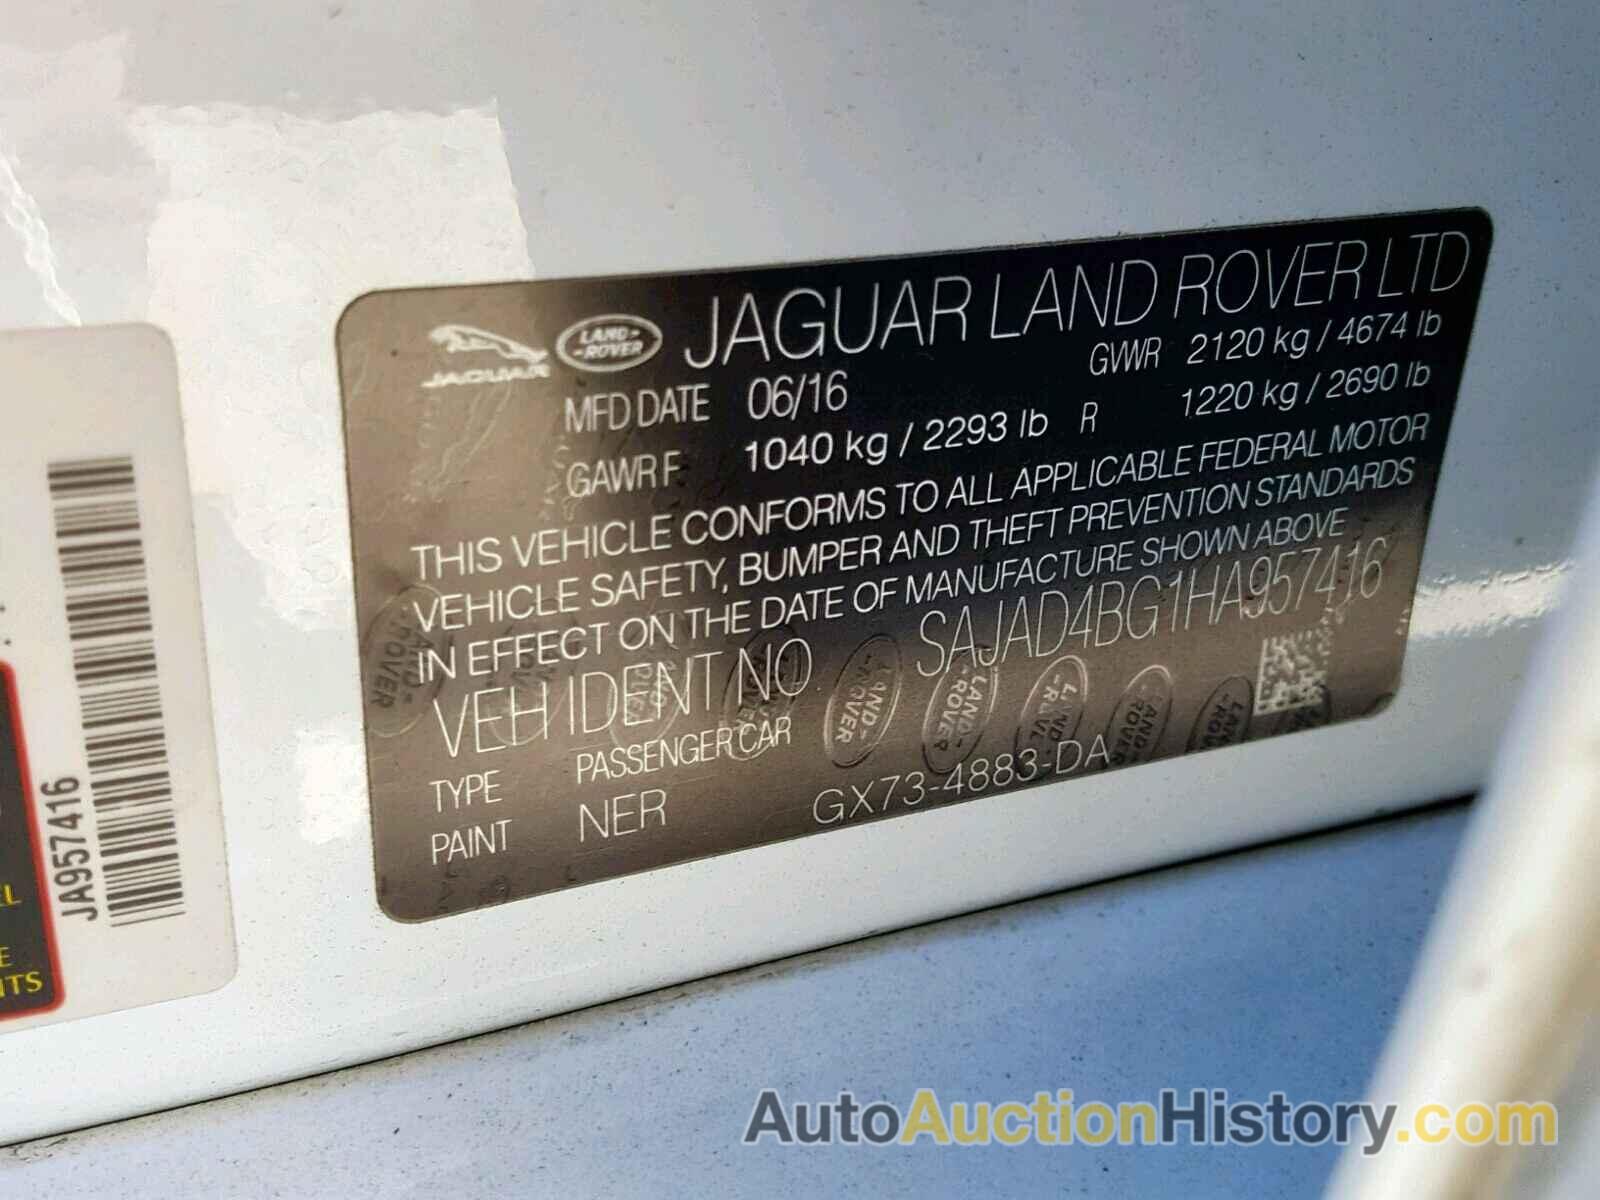 JAGUAR
LAND-
-ROVER
JAGUAR LAND ROVER LTD
MFD DATE 06/16 GVWR 2120 kg / 4674 lb
GAWR F 1040 kg / 2293 lb R 1220 kg / 2690 lb
THIS VEHICLE CONFORMS TO ALL APPLICABLE FEDERAL MOTOR
VEHICLE SAFETY, BUMPER AND THEFT PREVENTION STANDARDS
IN EFFECT ON THE DATE OF MANUFACTURE SHOWN ABOVE
VEH IDENT NO SAJAD4BG1HA957416
TYPE PASSENGER CAR
PAINT NER GX73-4883-DA
JA957416
AutoAuctionHistory.com